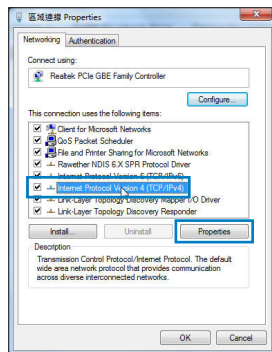 區域連線 Properties
Networking
Authentication
Connect using:
Realtek PCIe GBE Family Controller
Configure...
This connection uses the following items:
Client for Microsoft Networks
QoS Packet Scheduler
File and Printer Sharing for Microsoft Networks
Rawether NDIS 6.X SPR Protocol Driver
Internet Protocol Version 6 (TCP/IPv6)
Internet Protocol Version 4 (TCP/IPv4)
Link-Layer Topology Discovery Mapper I/O Driver
Link-Layer Topology Discovery Responder
Install...
Uninstall
Properties
Description
Transmission Control Protocol/Internet Protocol. The default
wide area network protocol that provides communication
across diverse interconnected networks.
OK
Cancel